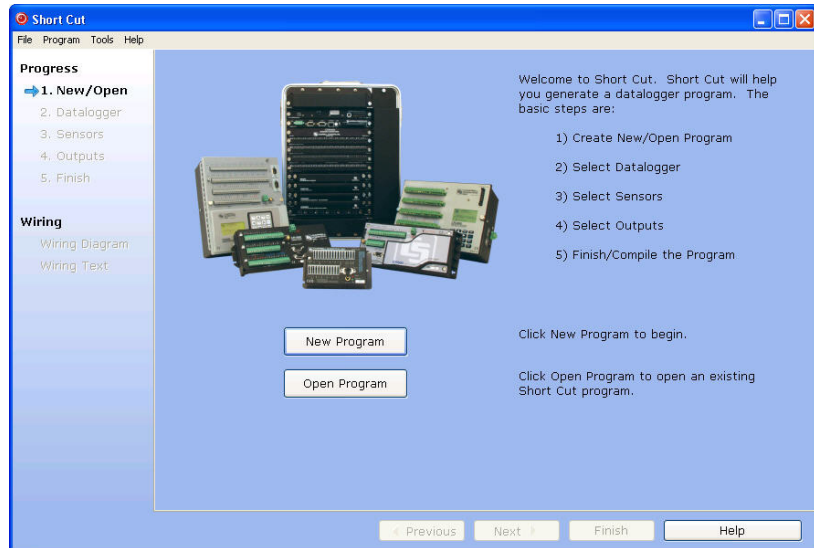 Short Cut
File Program Tools Help
Progress
1. New/Open
2. Datalogger
3. Sensors
4. Outputs
5. Finish
Wiring
Wiring Diagram
Wiring Text
Welcome to Short Cut. Short Cut will help
you generate a datalogger program. The
basic steps are:
1) Create New/Open Program
2) Select Datalogger
3) Select Sensors
4) Select Outputs
5) Finish/Compile the Program
New Program
Click New Program to begin.
Open Program
Click Open Program to open an existing
Short Cut program.
< Previous
Next >
Finish
Help